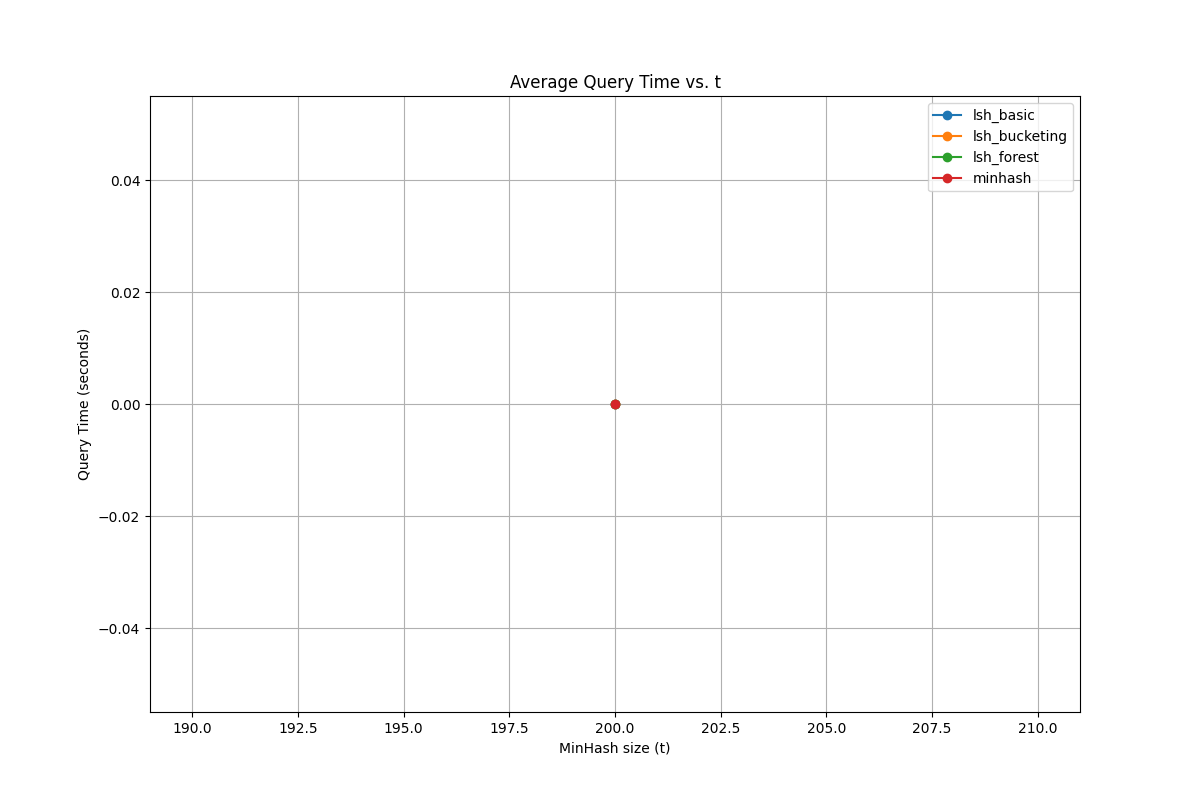 Average Query Time vs. t
lsh_basic
lsh_bucketing
lsh_forest
minhash
0.04
0.02
0.00
−0.02
−0.04
Query Time (seconds)
190.0
192.5
195.0
197.5
200.0
202.5
205.0
207.5
210.0
MinHash size (t)